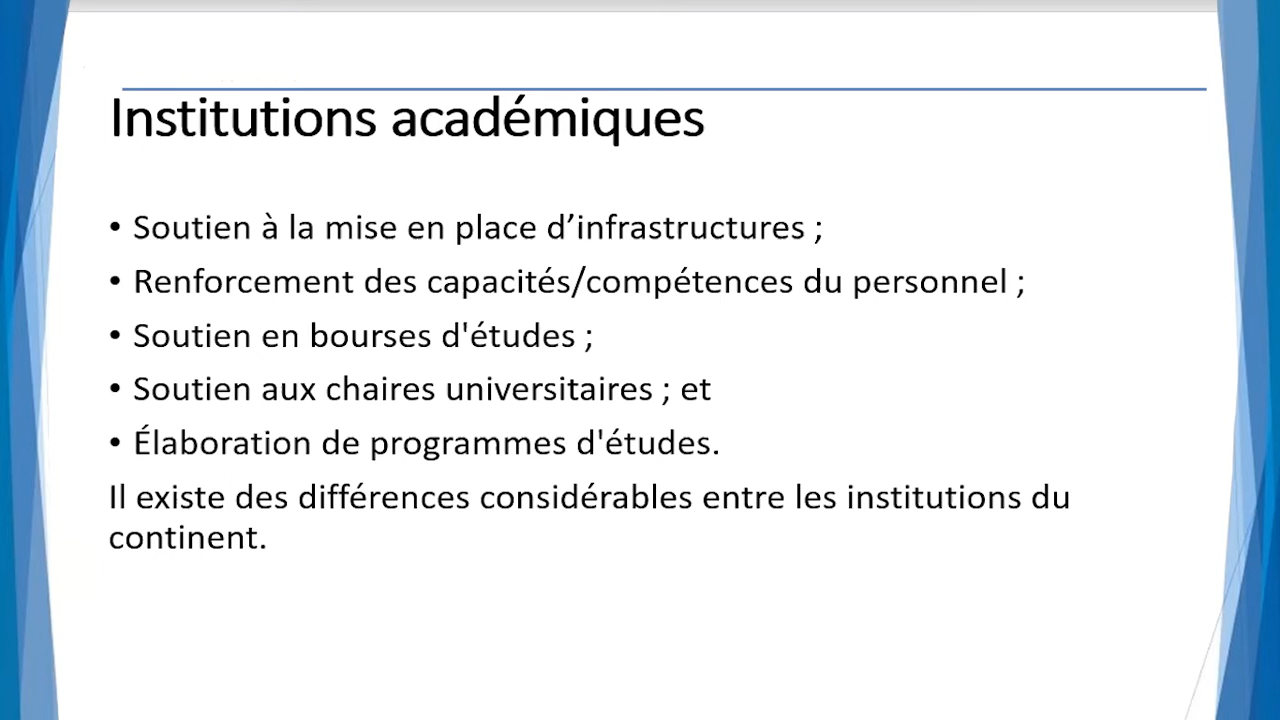 Institutions académiques
• Soutien à la mise en place d’infrastructures ;
• Renforcement des capacités/compétences du personnel ;
• Soutien en bourses d'études ;
• Soutien aux chaires universitaires ; et
• Élaboration de programmes d'études.
Il existe des différences considérables entre les institutions du
continent.